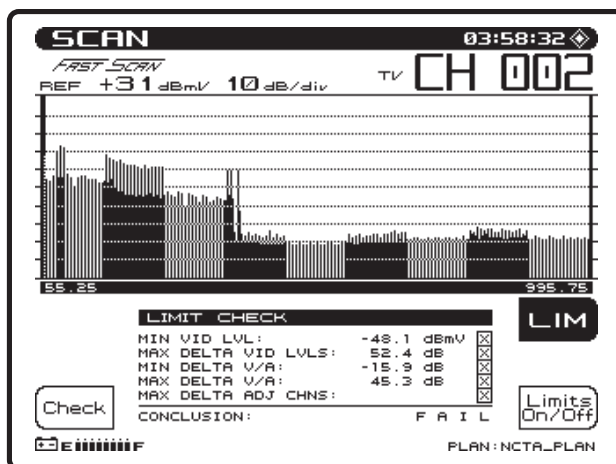 SCAN 03:58:32
FAST SCAN
REF +31 dBmV 10 dB/div TV CH 002
55.25 995.75
LIMIT CHECK
LIM
MIN VID LVL: -48.1 dBmV X
MAX DELTA VID LVLS: 52.4 dB X
MIN DELTA V/A: -15.9 dB X
MAX DELTA V/A: 45.3 dB X
MAX DELTA ADJ CHNS: X
CONCLUSION: F A I L
Check
Limits
On/Off
E F PLAN:NCTA_PLAN